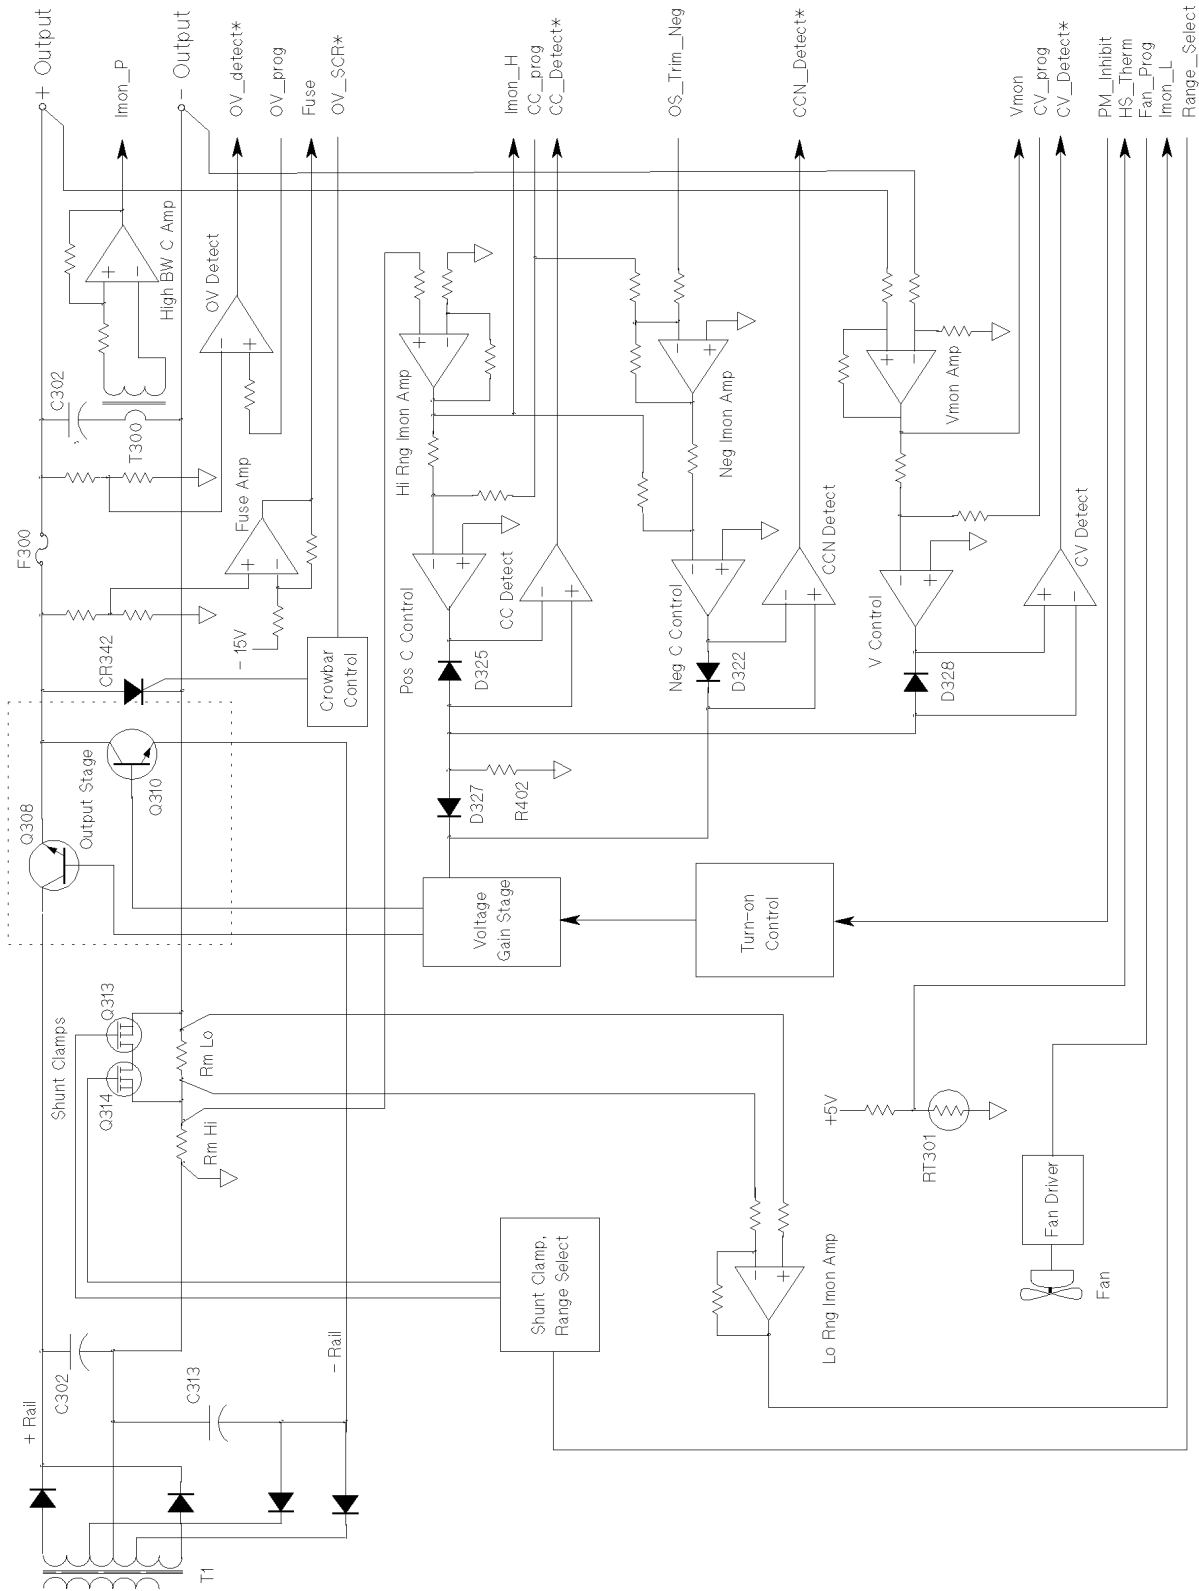 T1
+ Rail
C302
C313
- Rail
Rm Hi
Rm Lo
Shunt Clamps
Q314
Q313
Q308
Output Stage
Q310
CR342
Crowbar
Control
F300
- 15V
Fuse Amp
T300
C302
High BW C Amp
OV Detect
+ Output
Imon_P
- Output
OV_detect*
OV_prog
Fuse
OV_SCR*
Voltage
Gain Stage
D327
R402
Pos C Control
D325
CC Detect
Hi Rng Imon Amp
Imon_H
CC_prog
CC_Detect*
Shunt Clamp,
Range Select
Turn-on
Control
Neg C Control
D322
CCN Detect
Neg Imon Amp
OS_Trim_Neg
CCN_Detect*
Lo Rng Imon Amp
V Control
D328
CV Detect
Vmon Amp
Vmon
CV_prog
CV_Detect*
+5V
RT301
Fan Driver
Fan
PM_Inhibit
HS_Therm
Fan_Prog
Imon_L
Range_Select